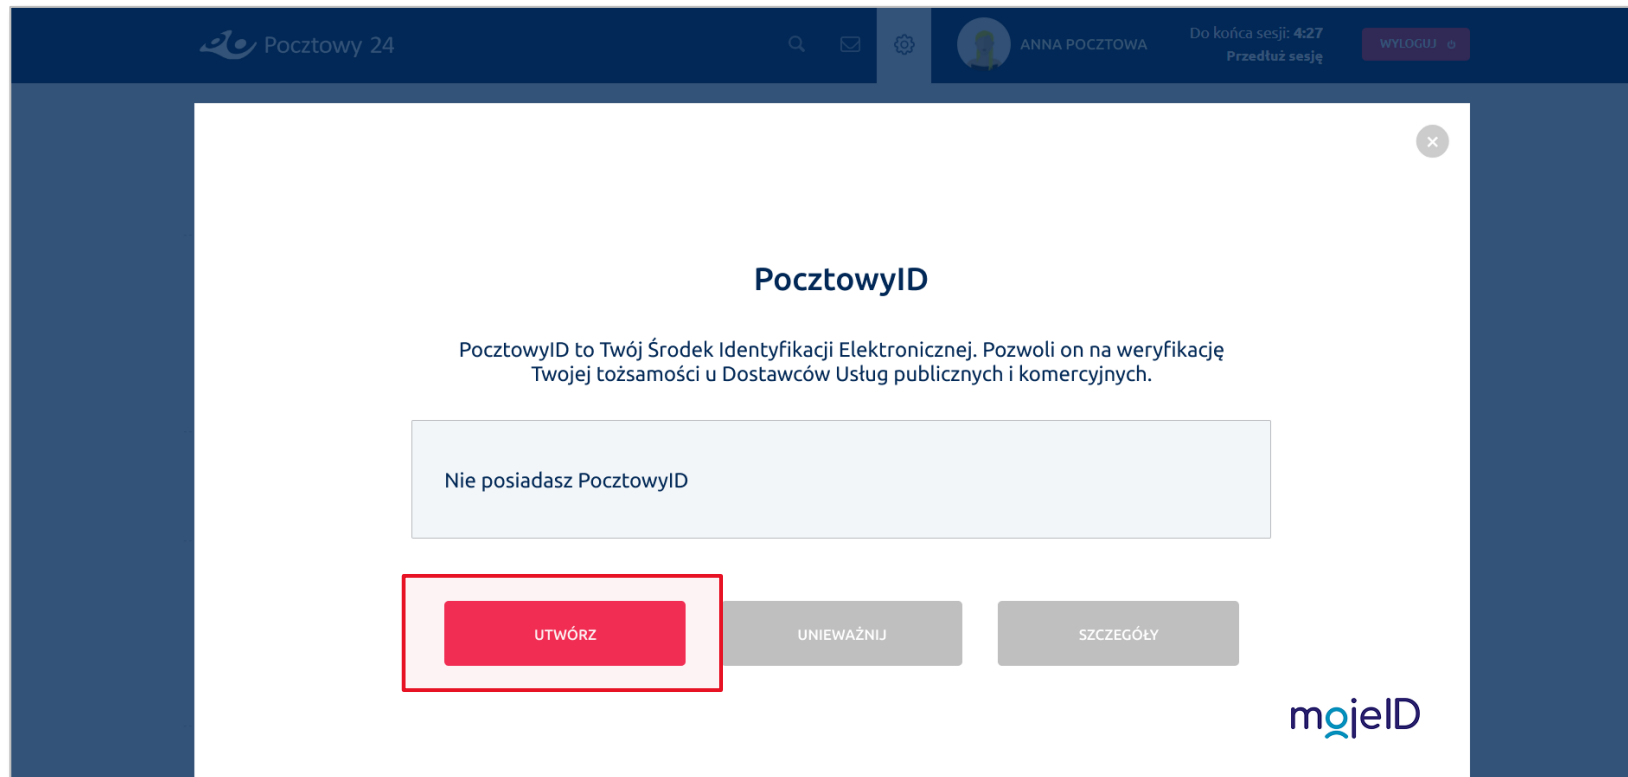 Pocztowy 24
ANNA POCZTOWA
Do końca sesji: 4:27
Przedłuż sesję
WYLOGUJ
PocztowyID
PocztowyID to Twój Środek Identyfikacji Elektronicznej. Pozwoli on na weryfikację
Twojej tożsamości u Dostawców Usług publicznych i komercyjnych.
Nie posiadasz PocztowyID
UTWÓRZ
UNIEWAŻNIJ
SZCZEGÓŁY
mojeID